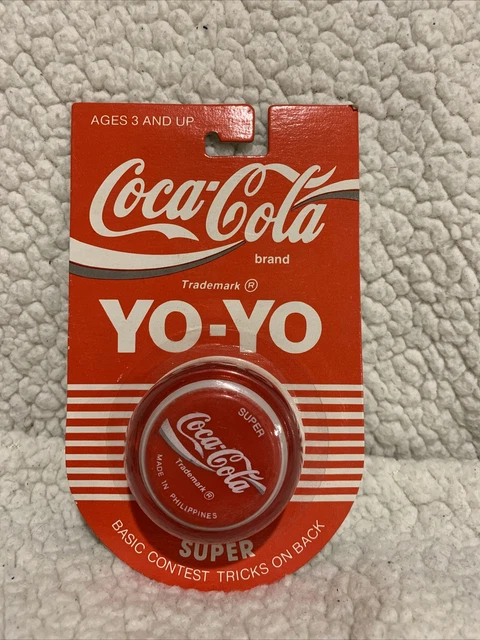 AGES 3 AND UP
Coca-Cola
brand
Trademark ®
YO-YO
SUPER
Coca-Cola
Trademark ®
MADE IN PHILIPPINES
SUPER
BASIC CONTEST TRICKS ON BACK